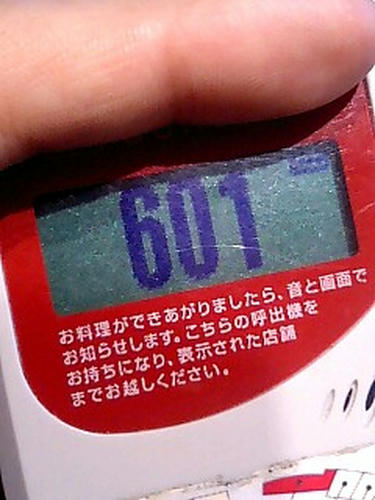 601
お料理ができあがりましたら、音と画面で
お知らせします。こちらの呼出機を
お持ちになり、表示された店舗
までお越しください。